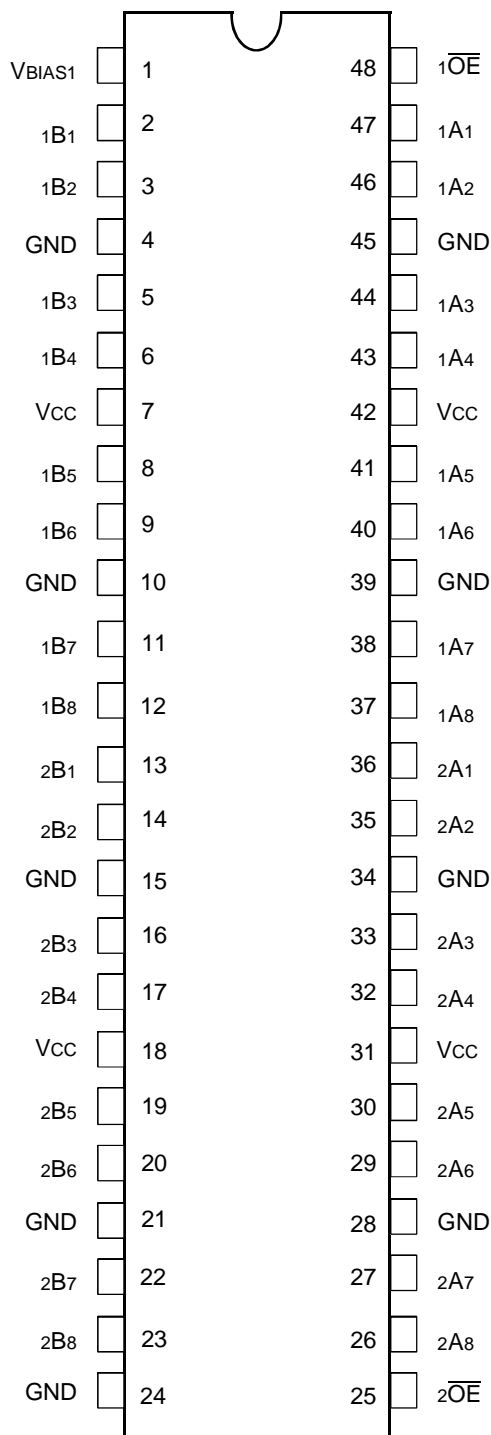 VBIAS1 1 48 1O̅E̅
1B1 2 47 1A1
1B2 3 46 1A2
GND 4 45 GND
1B3 5 44 1A3
1B4 6 43 1A4
VCC 7 42 VCC
1B5 8 41 1A5
1B6 9 40 1A6
GND 10 39 GND
1B7 11 38 1A7
1B8 12 37 1A8
2B1 13 36 2A1
2B2 14 35 2A2
GND 15 34 GND
2B3 16 33 2A3
2B4 17 32 2A4
VCC 18 31 VCC
2B5 19 30 2A5
2B6 20 29 2A6
GND 21 28 GND
2B7 22 27 2A7
2B8 23 26 2A8
GND 24 25 2O̅E̅